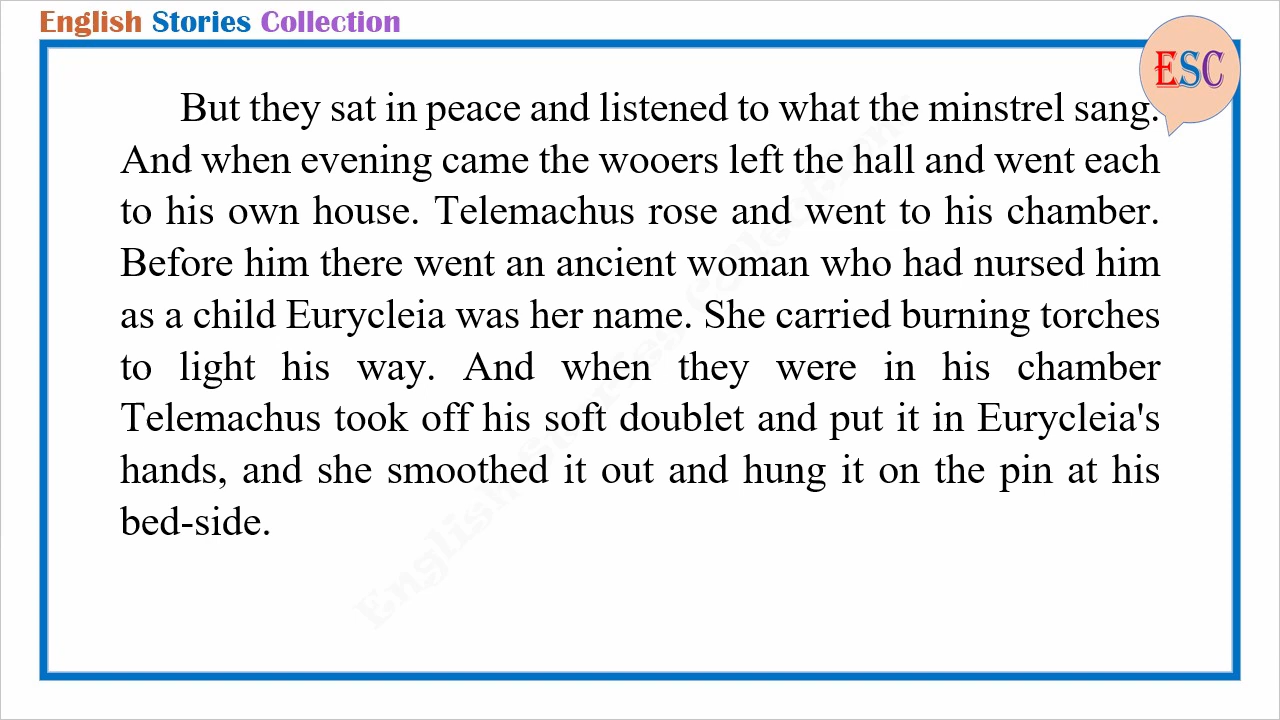 English Stories Collection
ESC
But they sat in peace and listened to what the minstrel sang.
And when evening came the wooers left the hall and went each
to his own house. Telemachus rose and went to his chamber.
Before him there went an ancient woman who had nursed him
as a child Eurycleia was her name. She carried burning torches
to light his way. And when they were in his chamber
Telemachus took off his soft doublet and put it in Eurycleia's
hands, and she smoothed it out and hung it on the pin at his
bed-side.
English Stories Collection